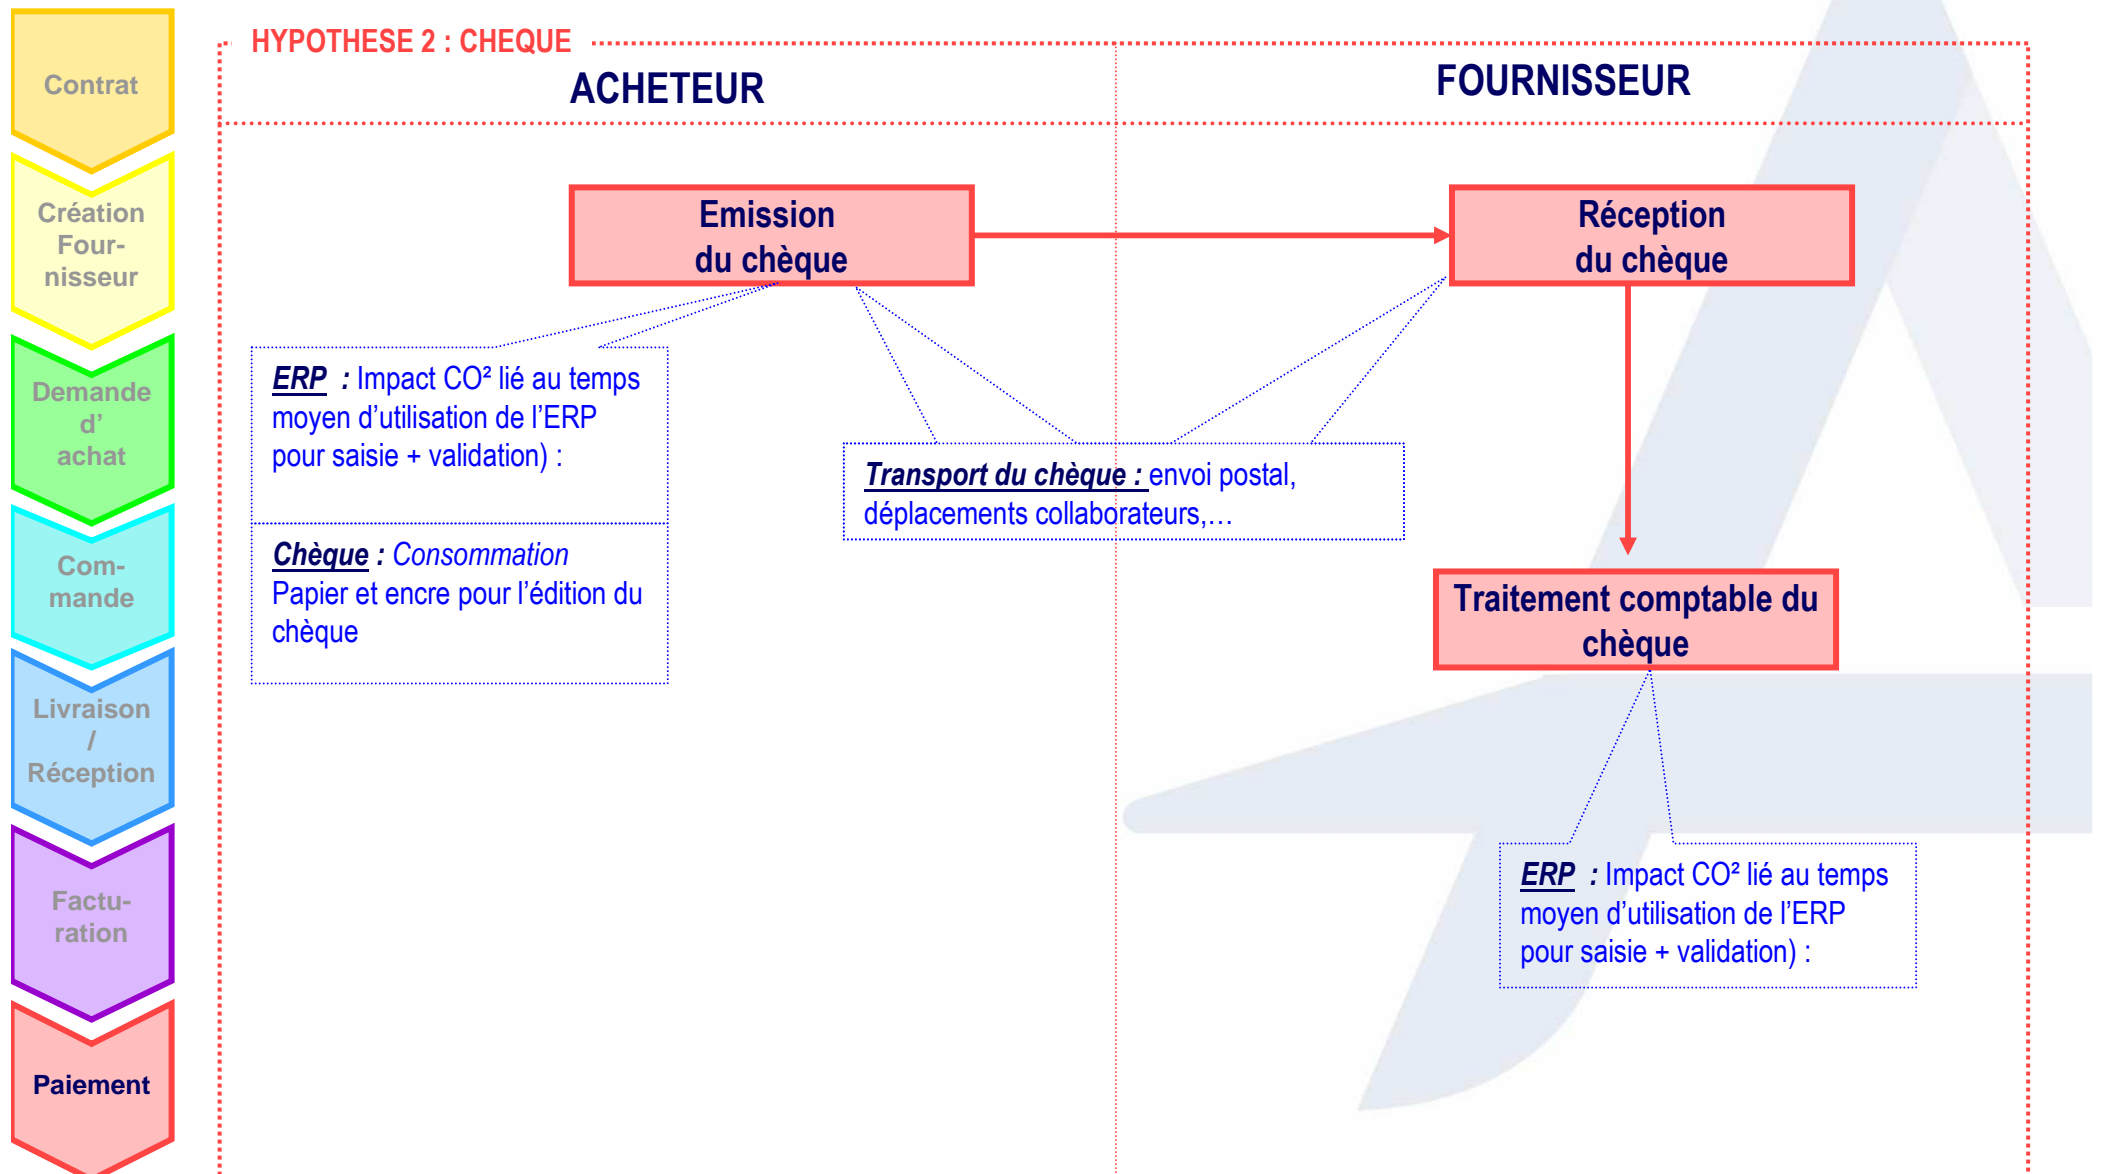 Contrat
Création
Four-
nisseur
Demande
d’
achat
Com-
mande
Livraison
/
Réception
Factu-
ration
Paiement
HYPOTHESE 2 : CHEQUE
ACHETEUR
FOURNISSEUR
Emission
du chèque
Réception
du chèque
ERP : Impact CO² lié au temps
moyen d’utilisation de l’ERP
pour saisie + validation) :
Chèque : Consommation
Papier et encre pour l’édition du
chèque
Transport du chèque : envoi postal,
déplacements collaborateurs,…
Traitement comptable du
chèque
ERP : Impact CO² lié au temps
moyen d’utilisation de l’ERP
pour saisie + validation) :